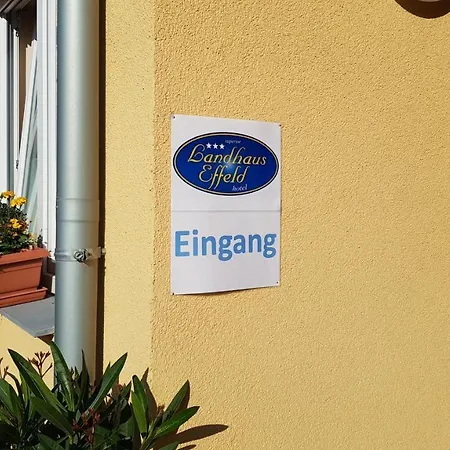 superior
Landhaus
Effeld
hotel
Eingang